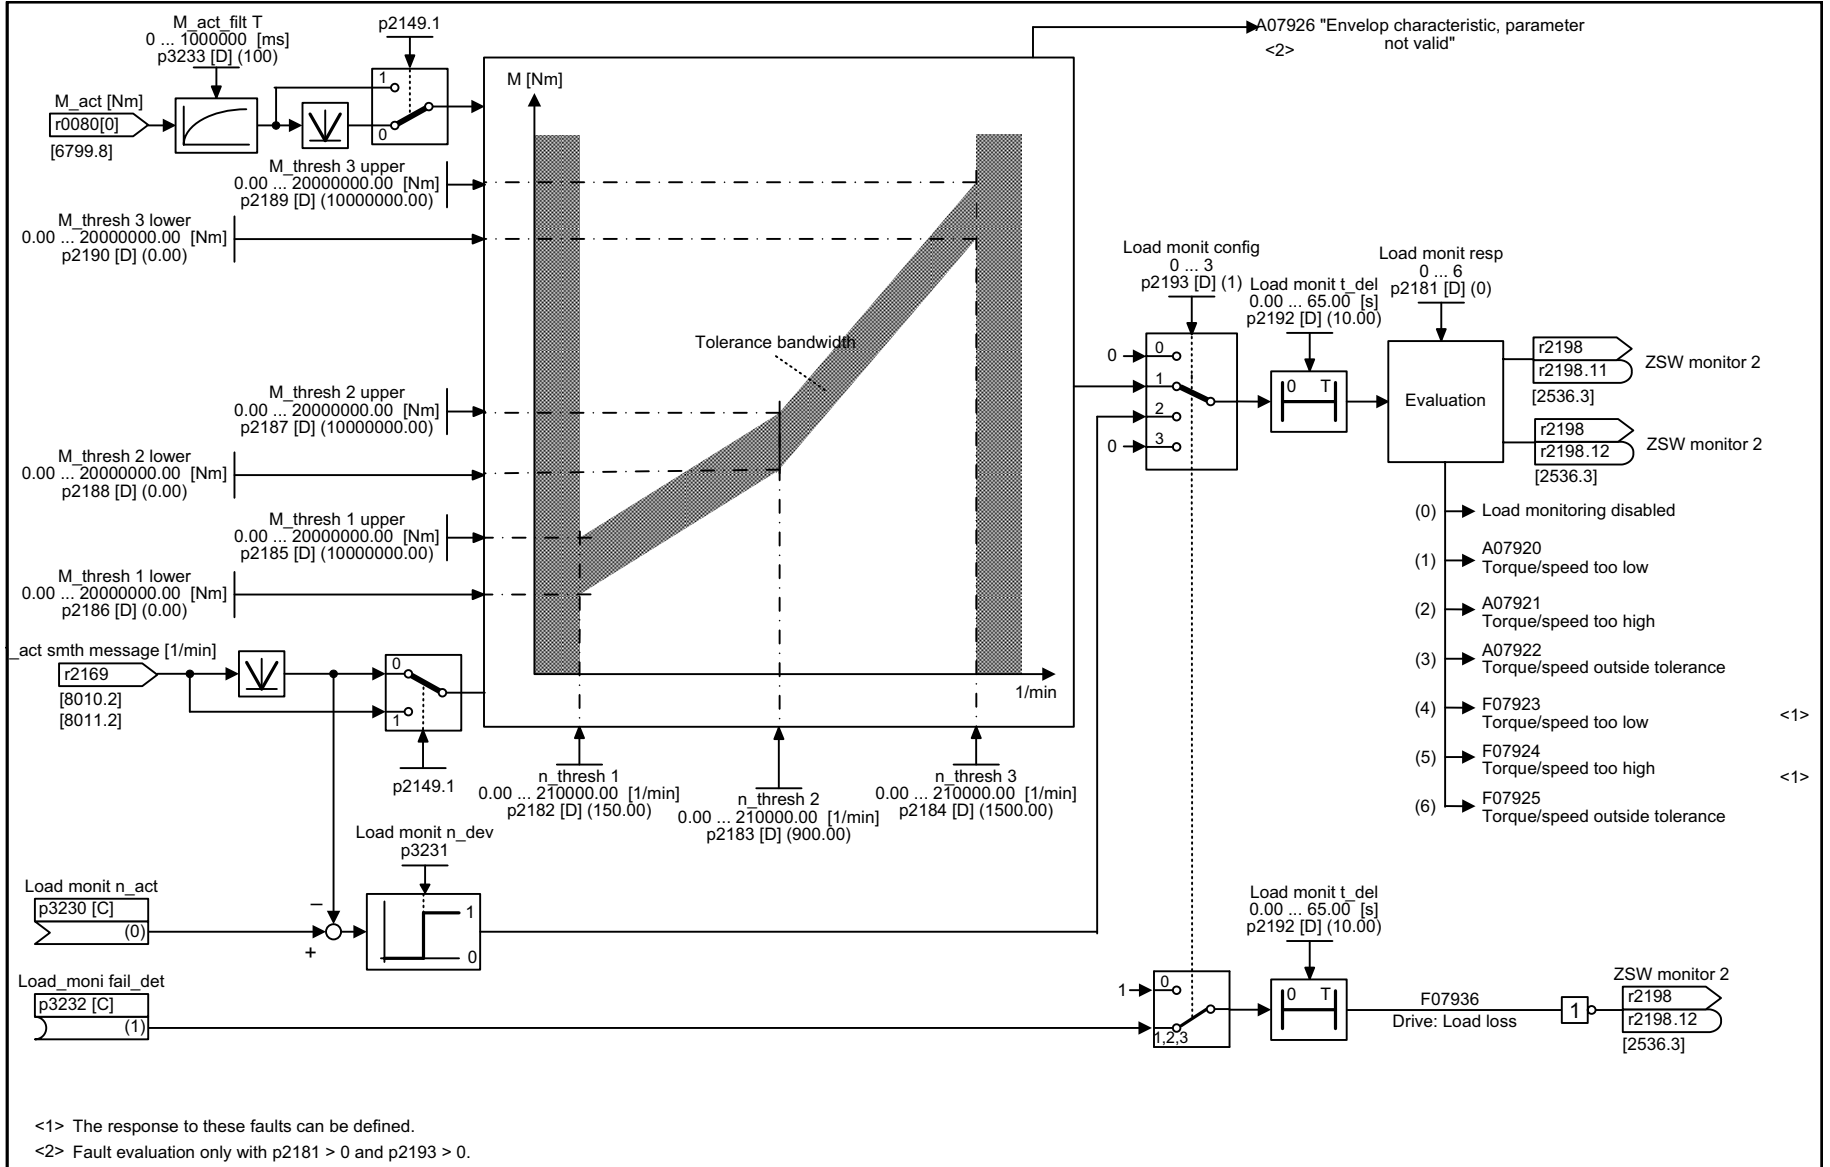 M_act_filt T
0 ... 1000000 [ms]
p3233 [D] (100)
p2149.1
A07926 "Envelop characteristic, parameter
not valid"
<2>
M_act [Nm]
r0080[0]
[6799.8]
1
0
M [Nm]
M_thresh 3 upper
0.00 ... 20000000.00 [Nm]
p2189 [D] (10000000.00)
M_thresh 3 lower
0.00 ... 20000000.00 [Nm]
p2190 [D] (0.00)
Tolerance bandwidth
M_thresh 2 upper
0.00 ... 20000000.00 [Nm]
p2187 [D] (10000000.00)
M_thresh 2 lower
0.00 ... 20000000.00 [Nm]
p2188 [D] (0.00)
M_thresh 1 upper
0.00 ... 20000000.00 [Nm]
p2185 [D] (10000000.00)
M_thresh 1 lower
0.00 ... 20000000.00 [Nm]
p2186 [D] (0.00)
_act smth message [1/min]
r2169
[8010.2]
[8011.2]
0
1
p2149.1
1/min
n_thresh 1
0.00 ... 210000.00 [1/min]
p2182 [D] (150.00)
n_thresh 2
0.00 ... 210000.00 [1/min]
p2183 [D] (900.00)
n_thresh 3
0.00 ... 210000.00 [1/min]
p2184 [D] (1500.00)
Load monit config
0 ... 3
p2193 [D] (1)
0
0
1
2
0
3
Load monit t_del
0.00 ... 65.00 [s]
p2192 [D] (10.00)
0 T
Load monit resp
0 ... 6
p2181 [D] (0)
Evaluation
r2198
r2198.11
[2536.3]
ZSW monitor 2
r2198
r2198.12
[2536.3]
ZSW monitor 2
(0) Load monitoring disabled
(1) A07920
Torque/speed too low
(2) A07921
Torque/speed too high
(3) A07922
Torque/speed outside tolerance
(4) F07923
Torque/speed too low
<1>
(5) F07924
Torque/speed too high
<1>
(6) F07925
Torque/speed outside tolerance
Load monit n_dev
p3231
1
0
Load monit n_act
p3230 [C]
(0)
−
+
Load_moni fail_det
p3232 [C]
(1)
1
0
1,2,3
Load monit t_del
0.00 ... 65.00 [s]
p2192 [D] (10.00)
0 T
F07936
Drive: Load loss
1
ZSW monitor 2
r2198
r2198.12
[2536.3]
<1> The response to these faults can be defined.
<2> Fault evaluation only with p2181 > 0 and p2193 > 0.